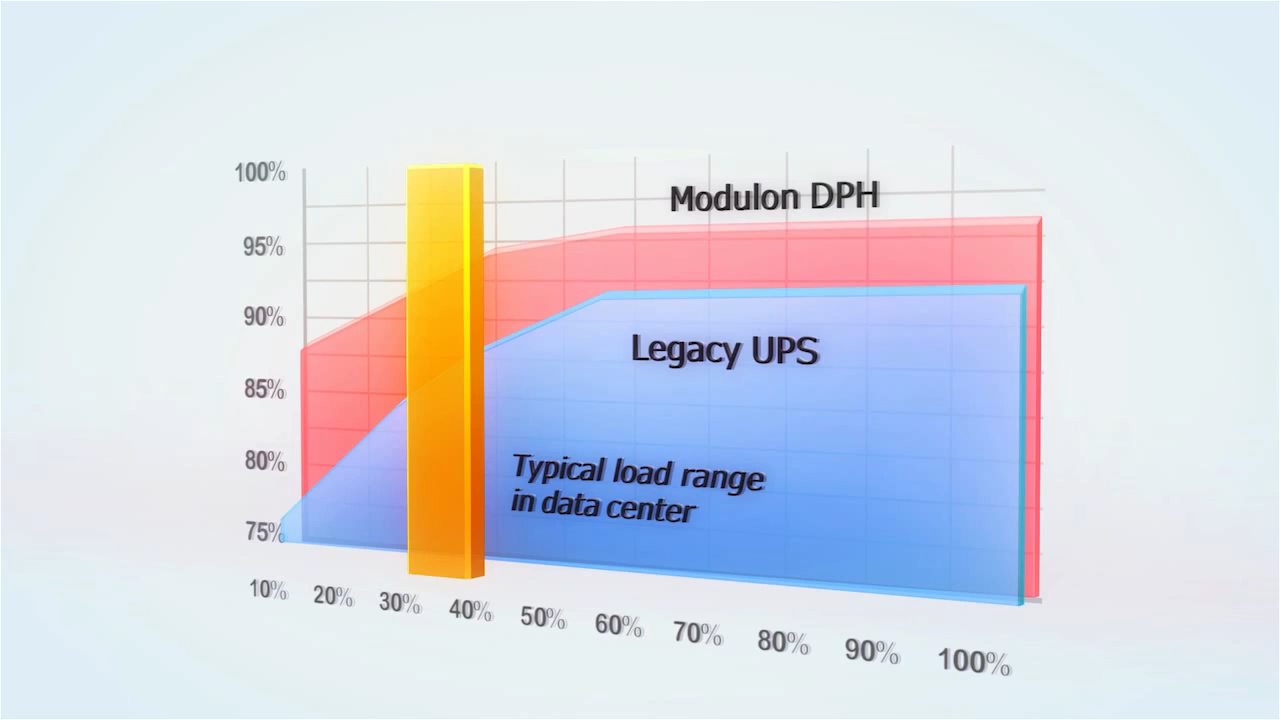 100%
95%
90%
85%
80%
75%
Modulon DPH
Legacy UPS
Typical load range
in data center
10% 20% 30% 40% 50% 60% 70% 80% 90% 100%